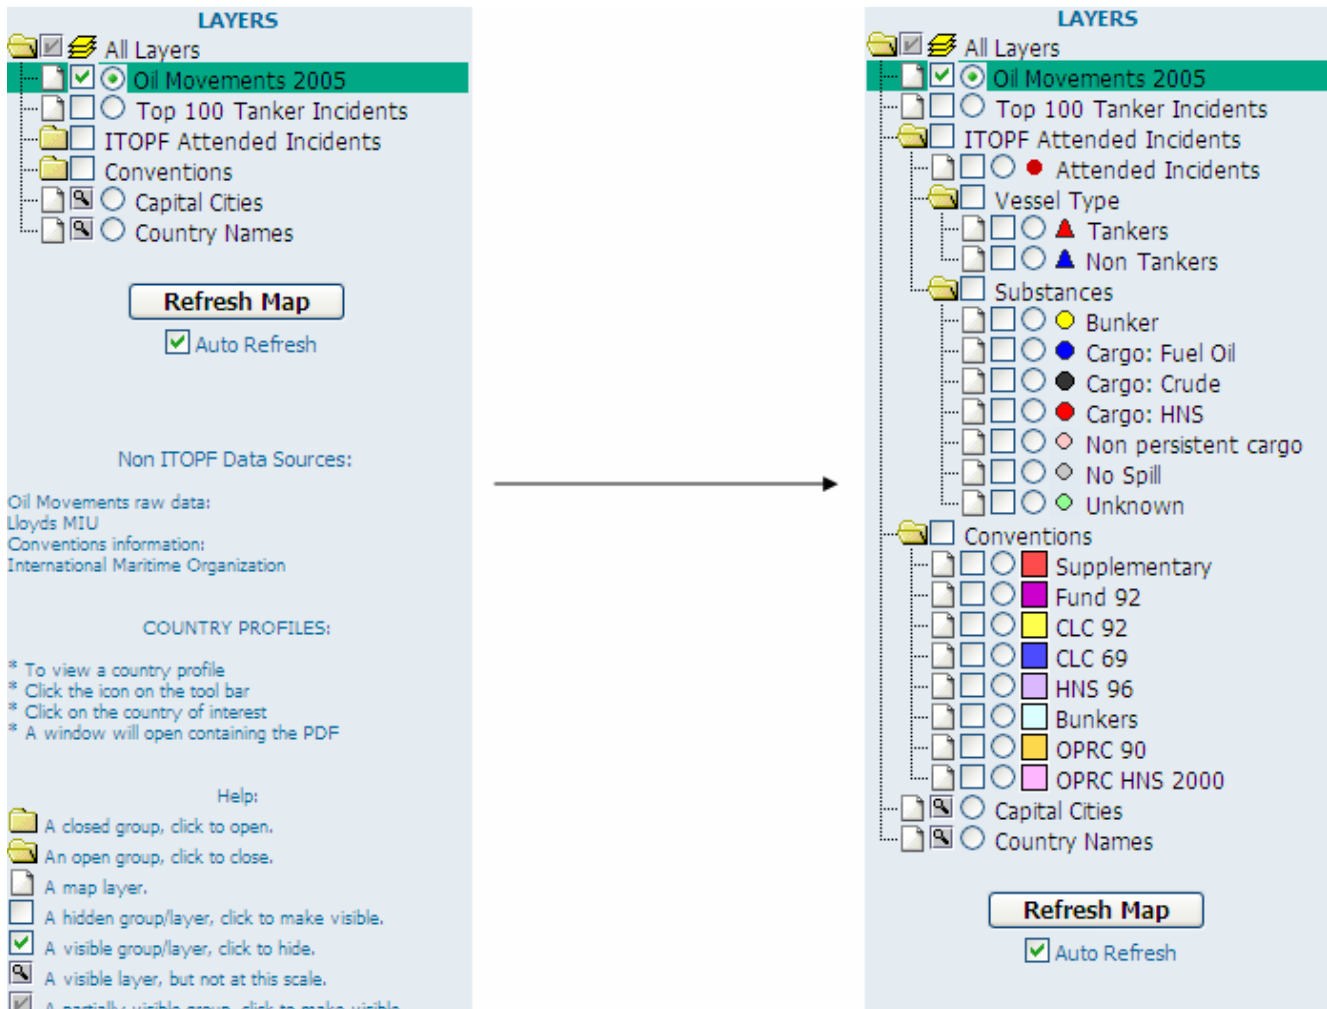 LAYERS
All Layers
Oil Movements 2005
Top 100 Tanker Incidents
ITOPF Attended Incidents
Conventions
Capital Cities
Country Names
Refresh Map
Auto Refresh
Non ITOPF Data Sources:
Oil Movements raw data:
Lloyds MIU
Conventions information:
International Maritime Organization
COUNTRY PROFILES:
* To view a country profile
* Click the icon on the tool bar
* Click on the country of interest
* A window will open containing the PDF
Help:
A closed group, click to open.
An open group, click to close.
A map layer.
A hidden group/layer, click to make visible.
A visible group/layer, click to hide.
A visible layer, but not at this scale.
A partially visible group, click to make visible.
LAYERS
All Layers
Oil Movements 2005
Top 100 Tanker Incidents
ITOPF Attended Incidents
Attended Incidents
Vessel Type
Tankers
Non Tankers
Substances
Bunker
Cargo: Fuel Oil
Cargo: Crude
Cargo: HNS
Non persistent cargo
No Spill
Unknown
Conventions
Supplementary
Fund 92
CLC 92
CLC 69
HNS 96
Bunkers
OPRC 90
OPRC HNS 2000
Capital Cities
Country Names
Refresh Map
Auto Refresh